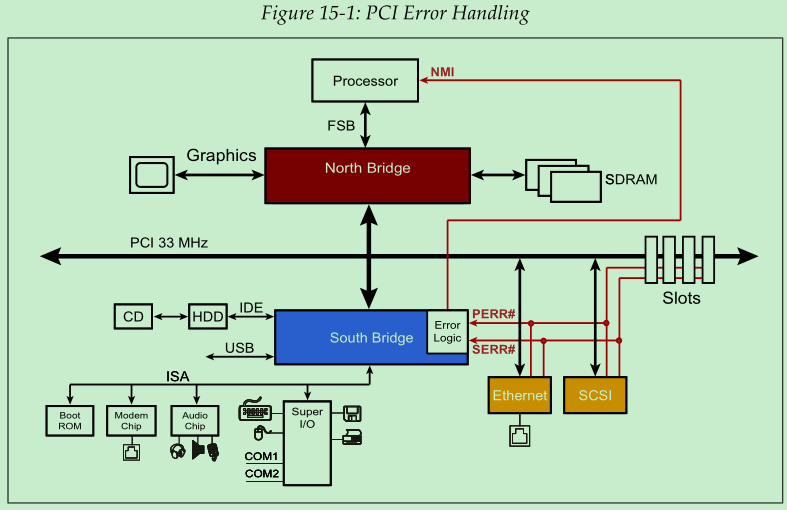 Figure 15-1: PCI Error Handling
Processor
NMI
FSB
Graphics
North Bridge
SDRAM
PCI 33 MHz
Slots
CD
HDD
IDE
South Bridge
Error
Logic
PERR#
SERR#
USB
ISA
Ethernet
SCSI
Boot
ROM
Modem
Chip
Audio
Chip
Super
I/O
COM1
COM2